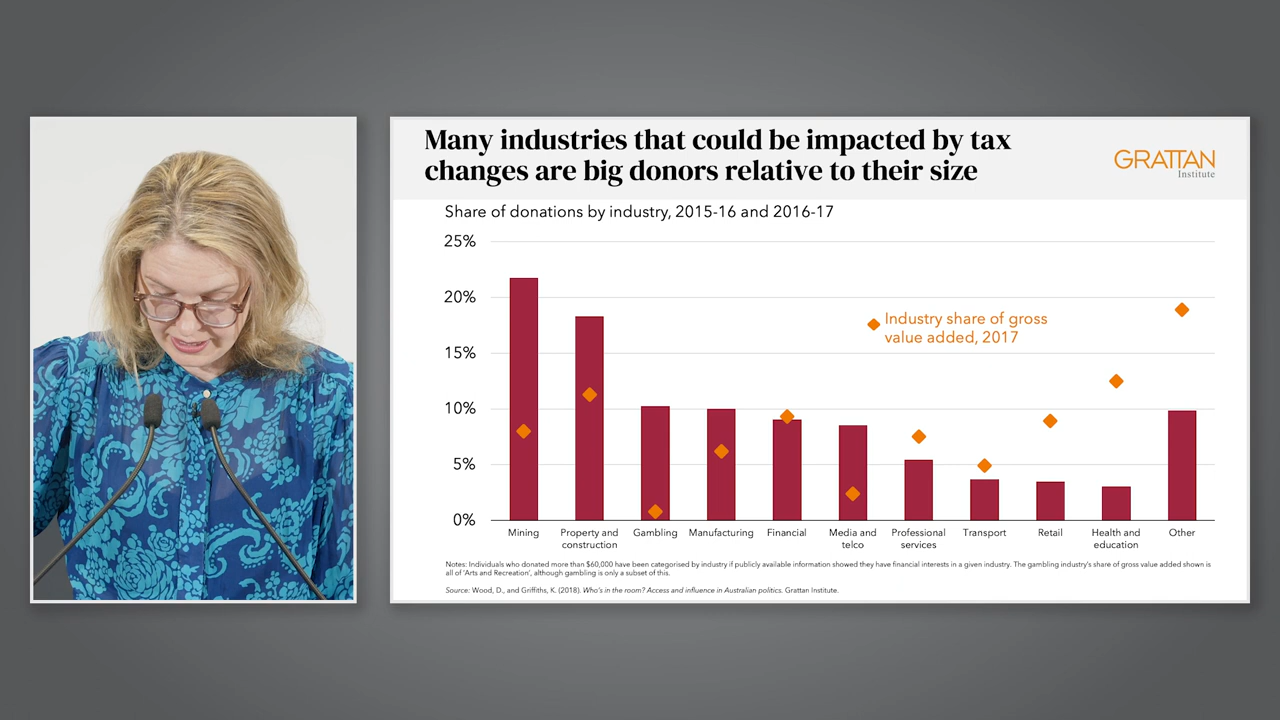 Many industries that could be impacted by tax
changes are big donors relative to their size
GRATTAN
Institute
Share of donations by industry, 2015-16 and 2016-17
25%
20%
15%
10%
5%
0%
Industry share of gross
value added, 2017
Mining
Property and
construction
Gambling
Manufacturing
Financial
Media and
telco
Professional
services
Transport
Retail
Health and
education
Other
Notes: Individuals who donated more than $60,000 have been categorised by industry if publicly available information showed they have financial interests in a given industry. The gambling industry's share of gross value added shown is
all of 'Arts and Recreation', although gambling is only a subset of this.
Source: Wood, D., and Griffiths, K. (2018). Who's in the room? Access and influence in Australian politics. Grattan Institute.